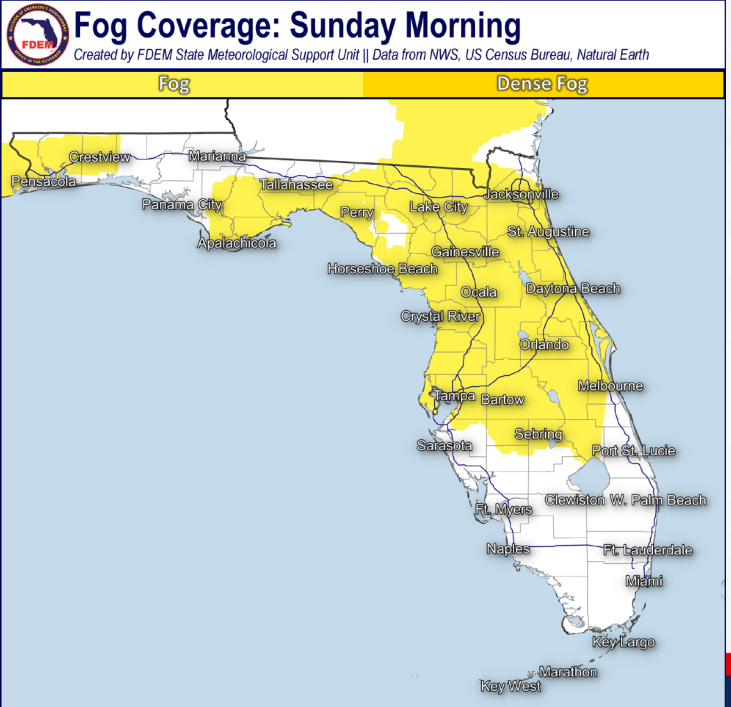 Fog Coverage: Sunday Morning
Created by FDEM State Meteorological Support Unit || Data from NWS, US Census Bureau, Natural Earth
FDEM
Fog Dense Fog
Crestview
Marianna
Pensacola
Tallahassee
Jacksonville
Panama City
Perry
Lake City
St. Augustine
Apalachicola
Gainesville
Horseshoe Beach
Ocala
Daytona Beach
Crystal River
Orlando
Melbourne
Tampa
Bartow
Sebring
Sarasota
Port St. Lucie
Clewiston
W. Palm Beach
Ft. Myers
Naples
Ft. Lauderdale
Miami
Key Largo
Marathon
Key West